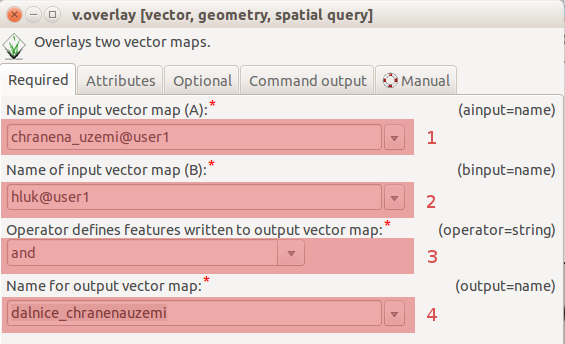 v.overlay [vector, geometry, spatial query]
Overlays two vector maps.
Required Attributes Optional Command output Manual
Name of input vector map (A):* (ainput=name)
chranena_uzemi@user1 1
Name of input vector map (B):* (binput=name)
hluk@user1 2
Operator defines features written to output vector map:* (operator=string)
and 3
Name for output vector map:* (output=name)
dalnice_chranenauzemi 4